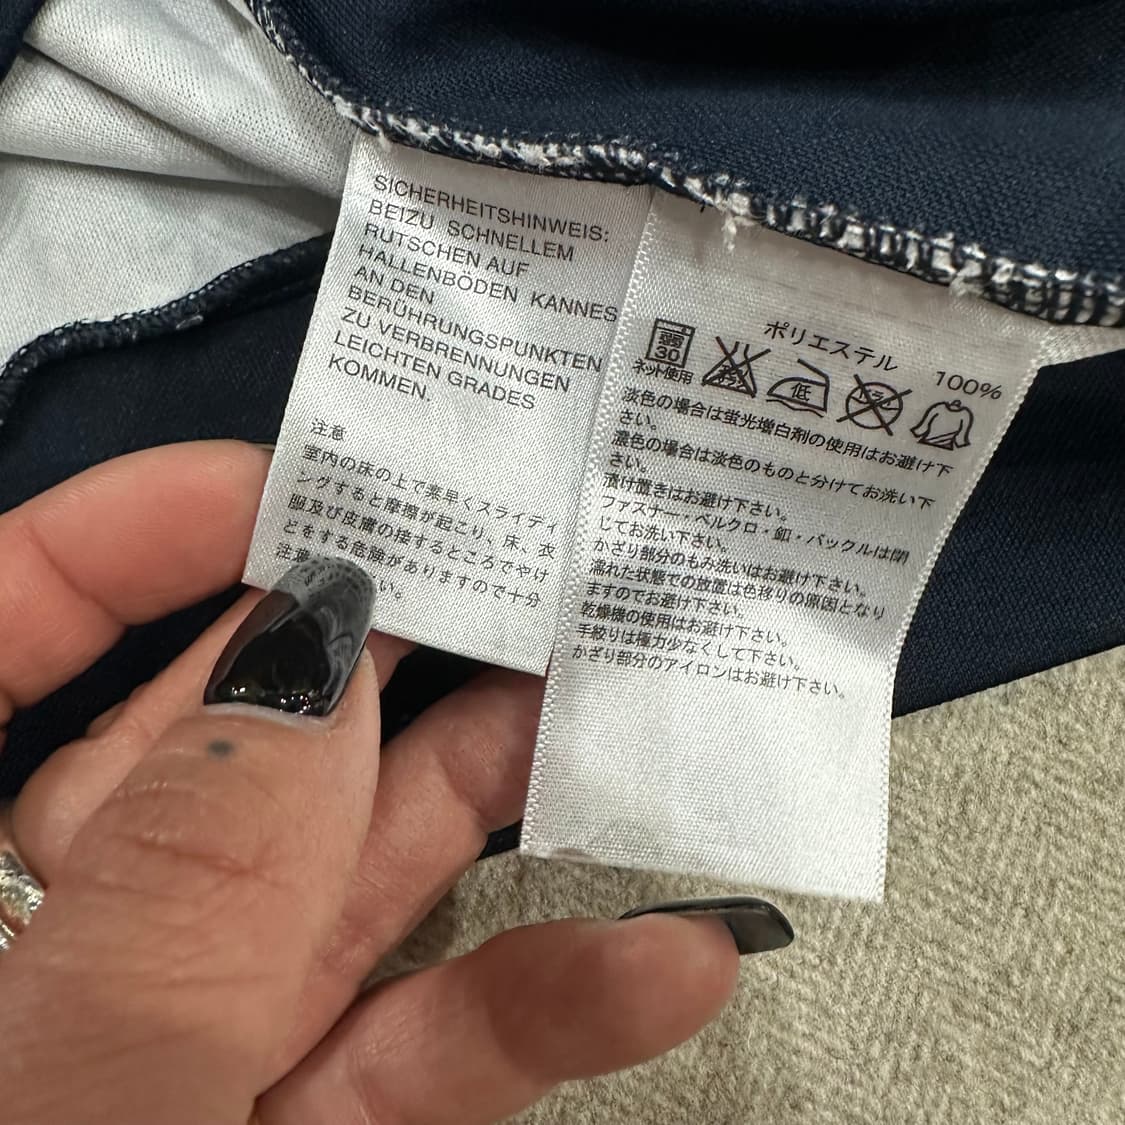 SICHERHEITSHINWEIS:
BEIZU SCHNELLEM
RUTSCHEN AUF
HALLENBÖDEN KANNES
AN DEN
BERÜHRUNGSPUNKTEN
ZU VERBRENNUNGEN
LEICHTEN GRADES
KOMMEN.
注意
室内の床の上で素早くスライディ
ングすると摩擦が起こり、床、衣
服及び皮膚の接するところでやけ
どをする危険がありますので十分
注意
い。
ポリエステル 100%
弱
30
ネット使用
低
ドライ
淡色の場合は蛍光増白剤の使用はお避け下
さい。
濃色の場合は淡色のものと分けてお洗い下
さい。
漬け置きはお避け下さい。
ファスナー・ベルクロ・釦・バックルは閉
じてお洗い下さい。
かざり部分のもみ洗いはお避け下さい。
濡れた状態での放置は色移りの原因となり
ますのでお避け下さい。
乾燥機の使用はお避け下さい。
手絞りは極力少なくして下さい。
かざり部分のアイロンはお避け下さい。